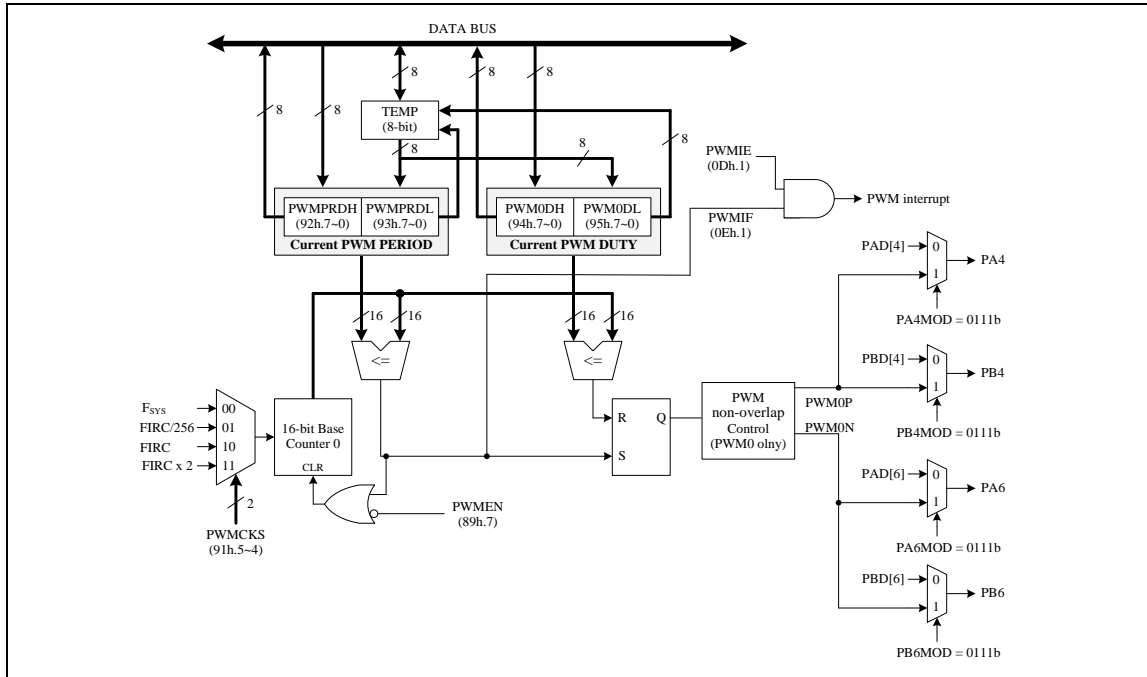 DATA BUS
8
8
8
8
8
TEMP
(8-bit)
8
8
8
PWMIE
(0Dh.1)
PWM interrupt
PWMIF
(0Eh.1)
PWMPRDH
(92h.7~0)
PWMPRDL
(93h.7~0)
Current PWM PERIOD
PWM0DH
(94h.7~0)
PWM0DL
(95h.7~0)
Current PWM DUTY
PAD[4]
0
1
PA4
PA4MOD = 0111b
16
16
16
16
<=
<=
PBD[4]
0
1
PB4
PB4MOD = 0111b
FSYS
FIRC/256
FIRC
FIRC x 2
00
01
10
11
2
PWMCKS
(91h.5~4)
16-bit Base
Counter 0
CLR
PWMEN
(89h.7)
R
S
Q
PWM
non-overlap
Control
(PWM0 olny)
PWM0P
PWM0N
PAD[6]
0
1
PA6
PA6MOD = 0111b
PBD[6]
0
1
PB6
PB6MOD = 0111b